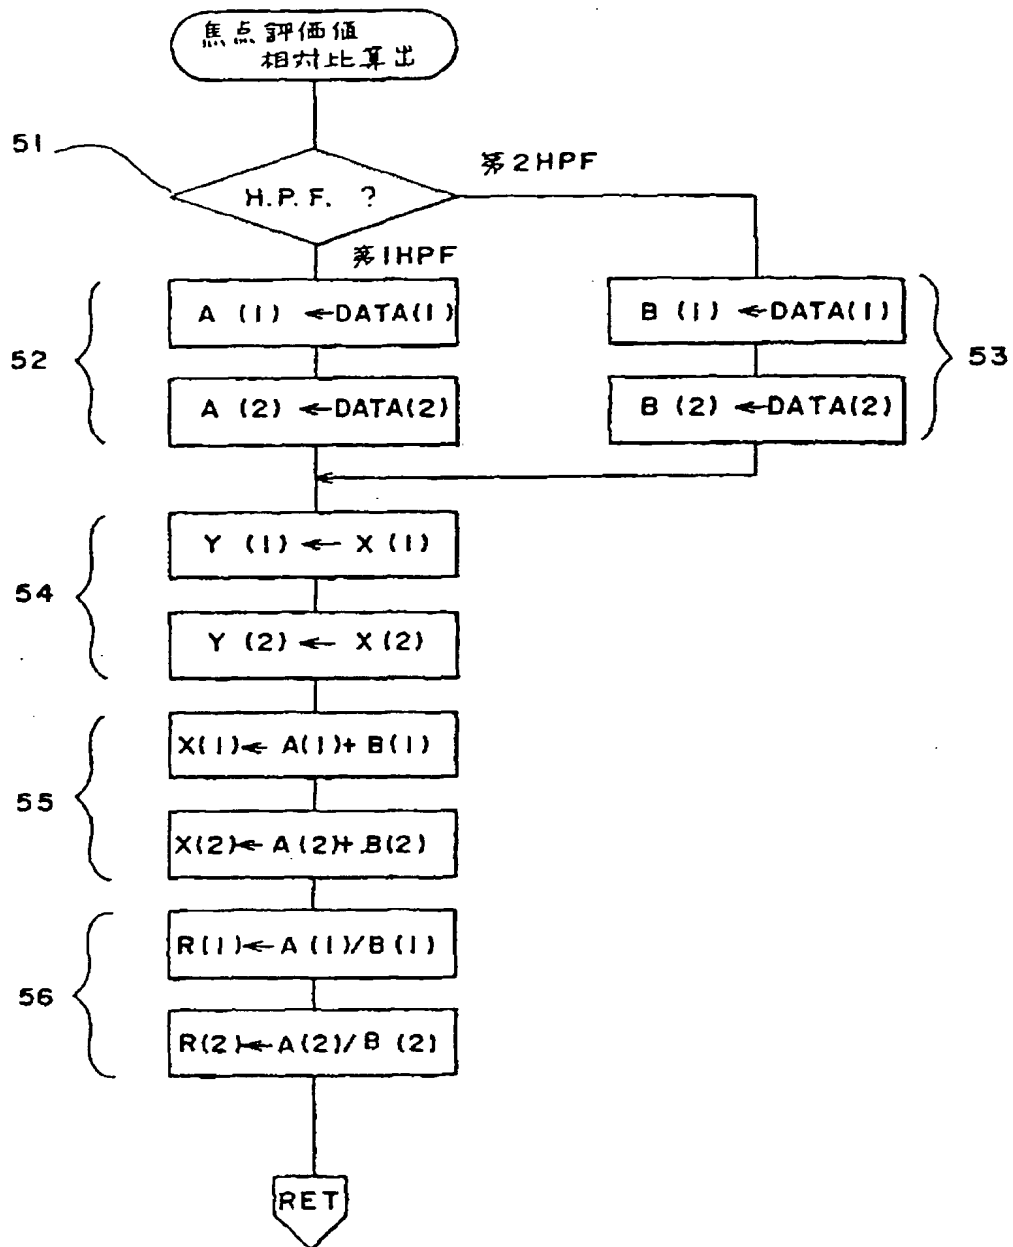 焦点評価値
相対比算出
51
H.P.F. ?
第2HPF
第1HPF
A (1) ←DATA(1)
B (1) ←DATA(1)
52
53
A (2) ←DATA(2)
B (2) ←DATA(2)
Y (1) ← X (1)
54
Y (2) ← X (2)
X(1)← A(1)+ B(1)
55
X(2)← A(2)+ B(2)
R(1)← A (1)/B(1)
56
R(2)← A(2)/ B (2)
RET